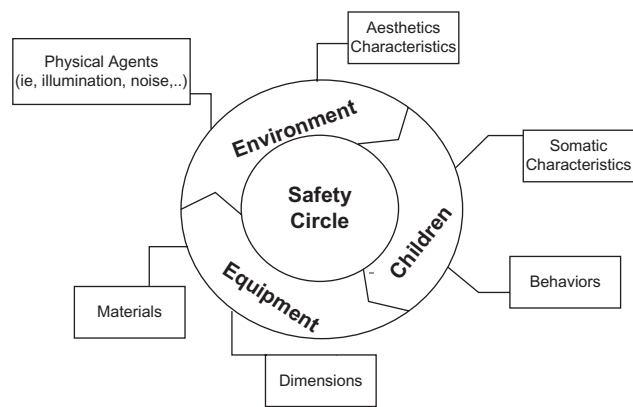 Aesthetics
Characteristics
Physical Agents
(ie, illumination, noise,..)
Environment
Somatic
Characteristics
Safety
Circle
Children
Equipment
Behaviors
Materials
Dimensions